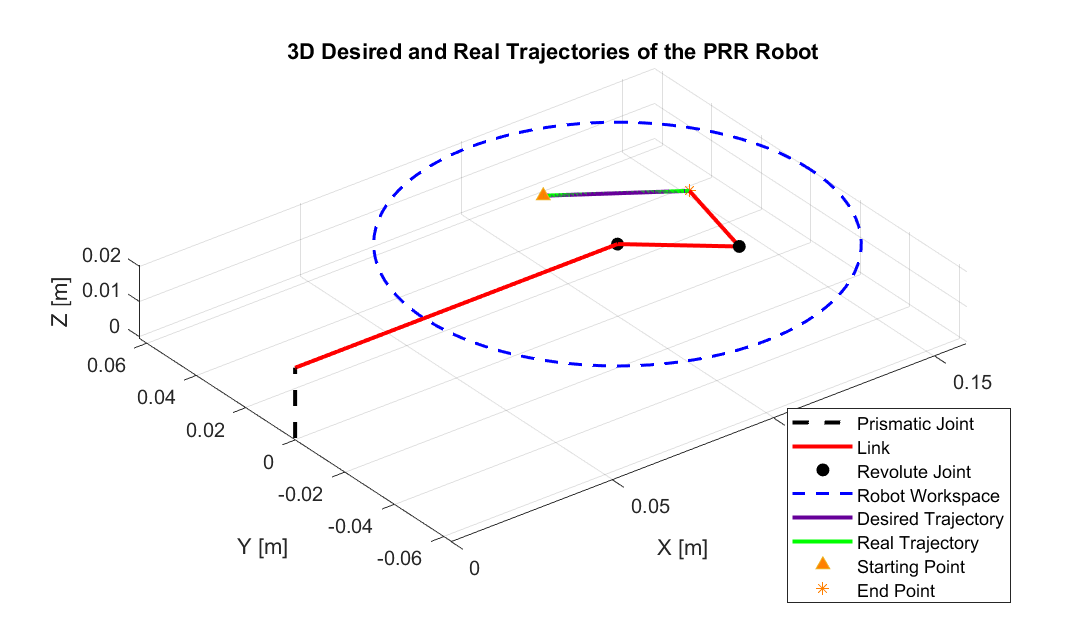 3D Desired and Real Trajectories of the PRR Robot
Z [m]
0.02
0.01
0
0.06
0.04
0.02
0
-0.02
-0.04
-0.06
Y [m]
0
0.05
0.15
X [m]
Prismatic Joint
Link
Revolute Joint
Robot Workspace
Desired Trajectory
Real Trajectory
Starting Point
End Point